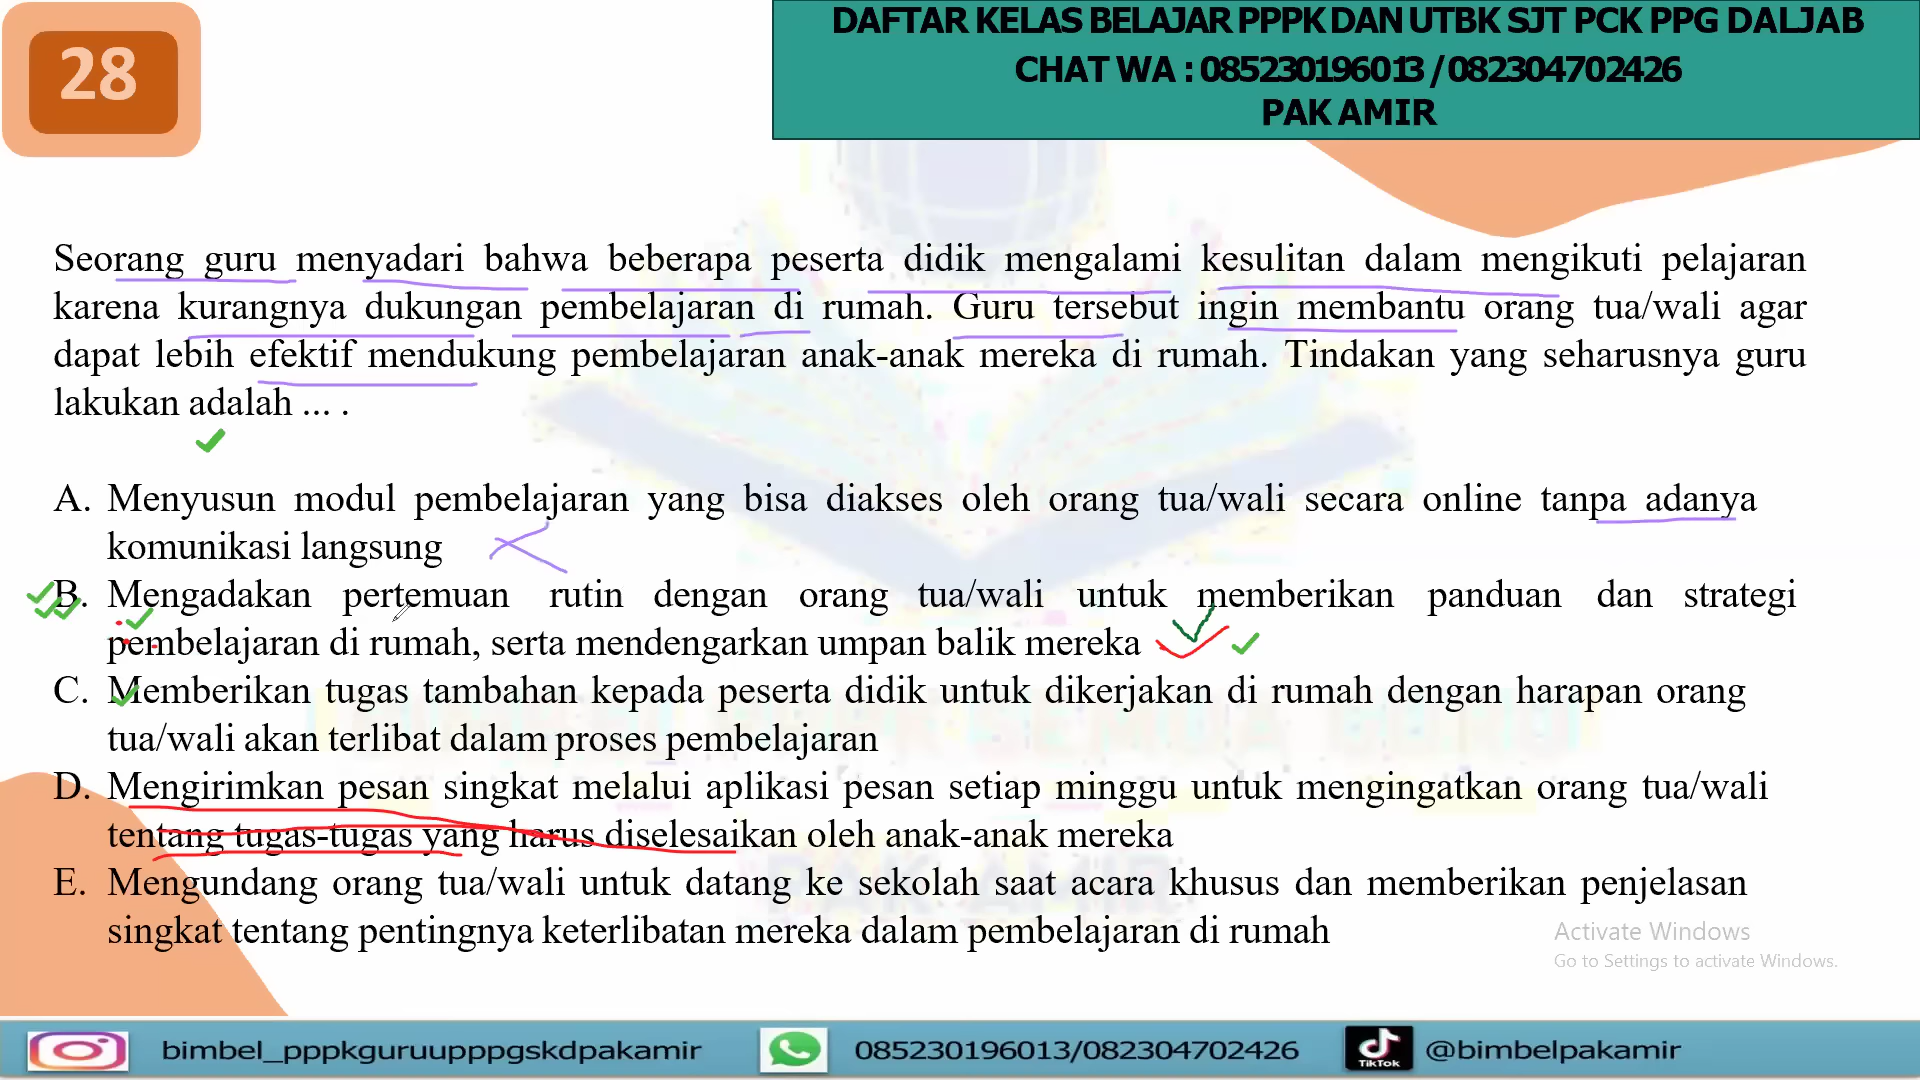 28
DAFTAR KELAS BELAJAR PPPK DAN UTBK SJT PCK PPG DALJAB
CHAT WA : 085230196013 / 082304702426
PAK AMIR
Seorang guru menyadari bahwa beberapa peserta didik mengalami kesulitan dalam mengikuti pelajaran
karena kurangnya dukungan pembelajaran di rumah. Guru tersebut ingin membantu orang tua/wali agar
dapat lebih efektif mendukung pembelajaran anak-anak mereka di rumah. Tindakan yang seharusnya guru
lakukan adalah ... .
A. Menyusun modul pembelajaran yang bisa diakses oleh orang tua/wali secara online tanpa adanya
komunikasi langsung
B. Mengadakan pertemuan rutin dengan orang tua/wali untuk memberikan panduan dan strategi
pembelajaran di rumah, serta mendengarkan umpan balik mereka
C. Memberikan tugas tambahan kepada peserta didik untuk dikerjakan di rumah dengan harapan orang
tua/wali akan terlibat dalam proses pembelajaran
D. Mengirimkan pesan singkat melalui aplikasi pesan setiap minggu untuk mengingatkan orang tua/wali
tentang tugas-tugas yang harus diselesaikan oleh anak-anak mereka
E. Mengundang orang tua/wali untuk datang ke sekolah saat acara khusus dan memberikan penjelasan
singkat tentang pentingnya keterlibatan mereka dalam pembelajaran di rumah
PAK AMIR
Activate Windows
Go to Settings to activate Windows.
bimbel_pppkguruupppgskdpakamir
085230196013/082304702426
TikTok
@bimbelpakamir